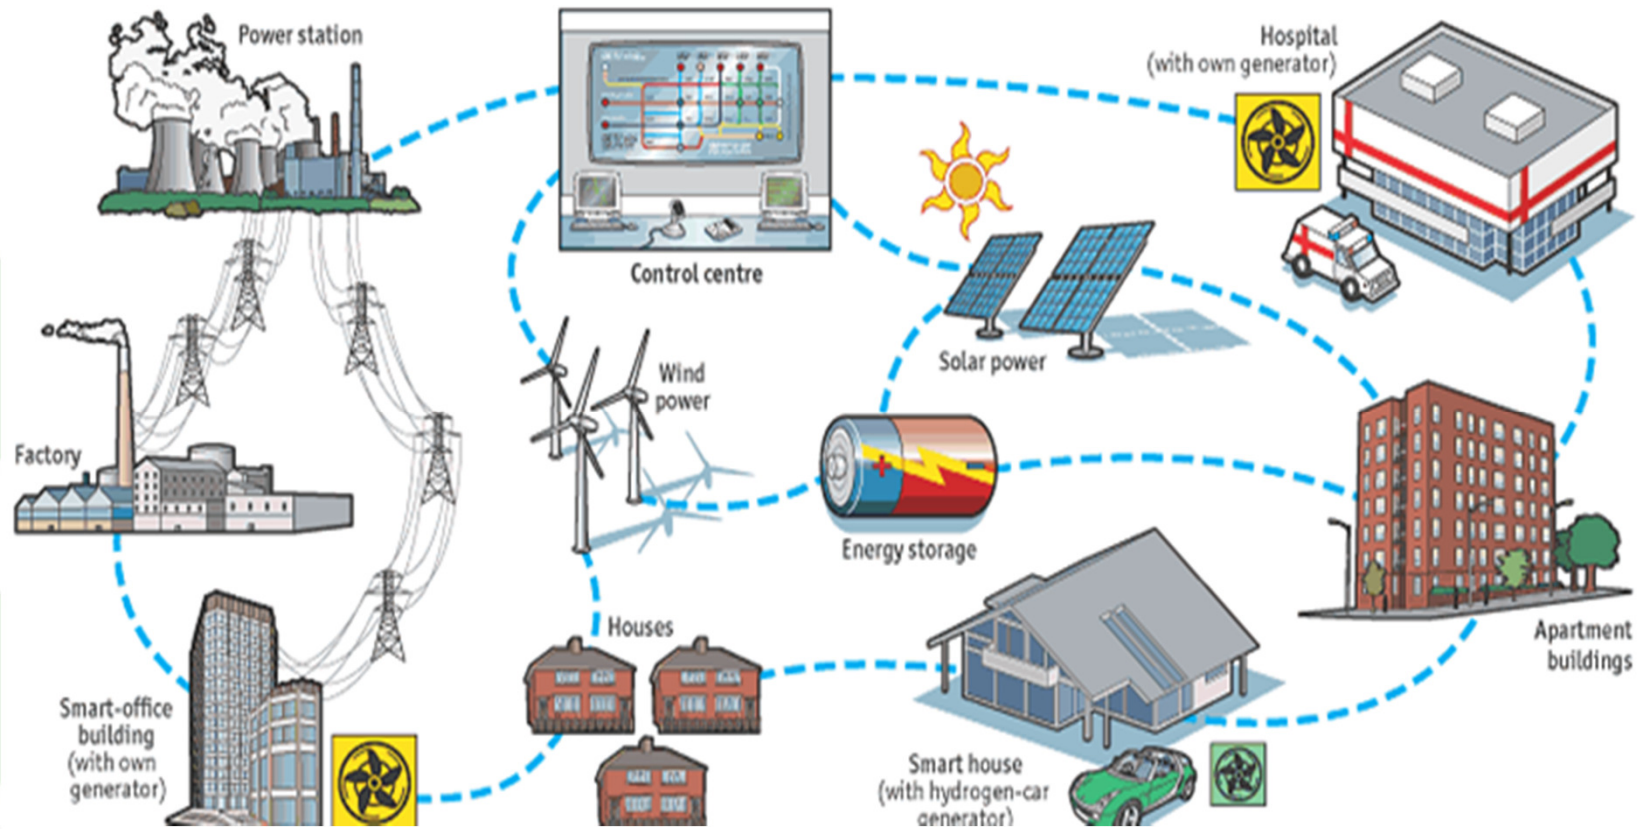 Power station
Hospital
(with own generator)
Control centre
Solar power
Wind
power
Factory
Energy storage
Houses
Apartment
buildings
Smart-office
building
(with own
generator)
Smart house
(with hydrogen-car
generator)